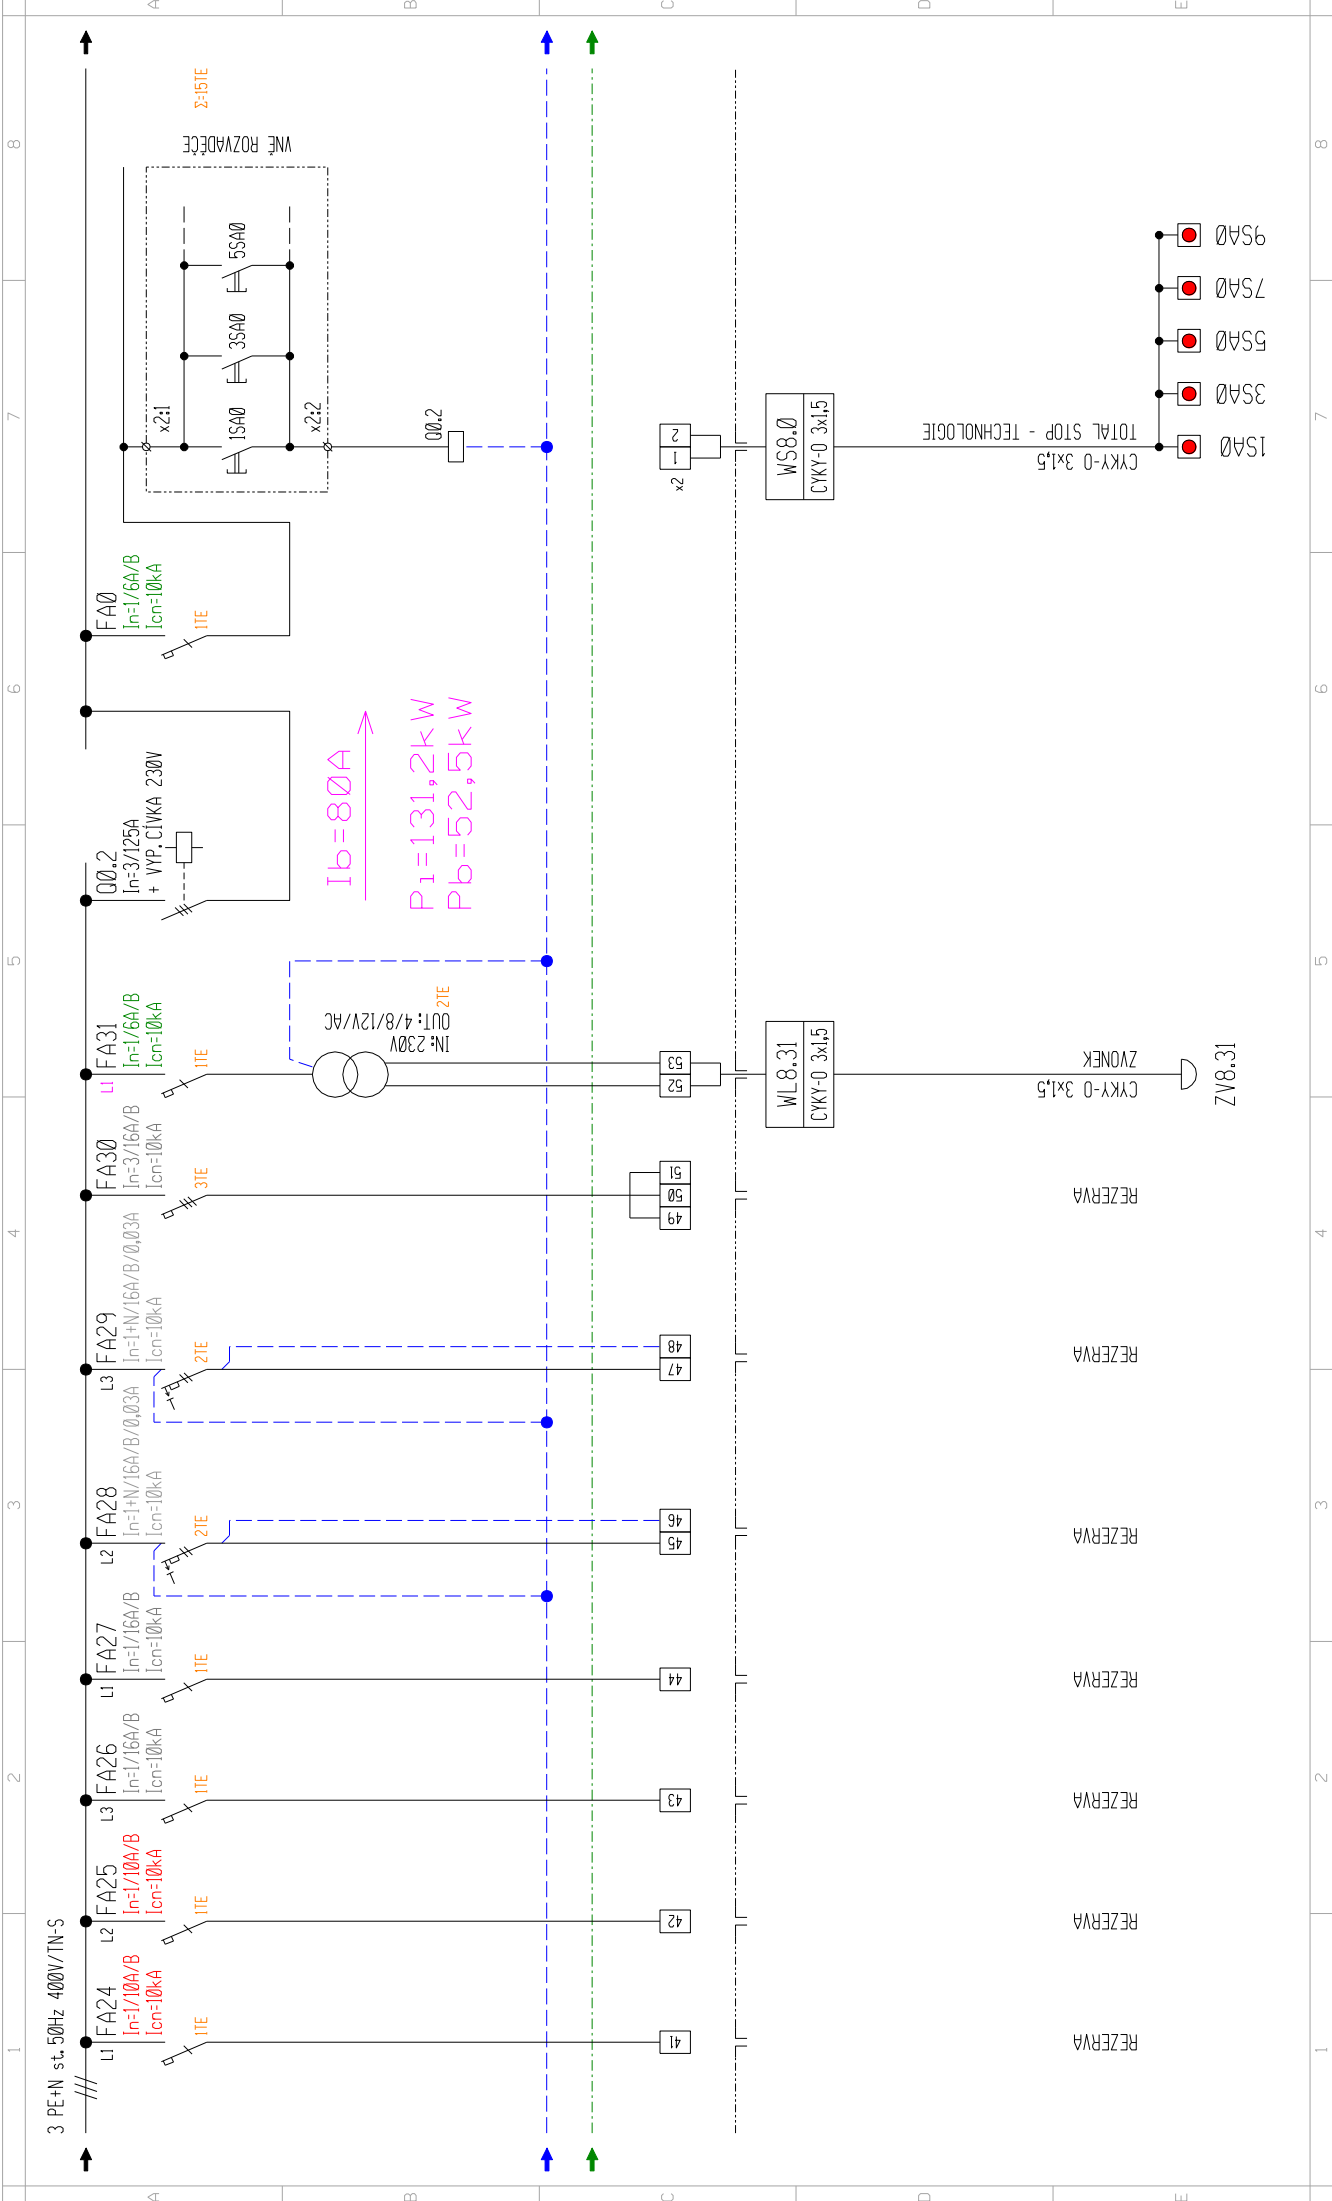 3 PE+N st. 50Hz 400V/TN-S
L1 FA24
In=1/10A/B
Icn=10kA
1TE
41
REZERVA
L2 FA25
In=1/10A/B
Icn=10kA
1TE
42
REZERVA
L3 FA26
In=1/16A/B
Icn=10kA
1TE
43
REZERVA
L1 FA27
In=1/16A/B
Icn=10kA
1TE
44
REZERVA
L2 FA28
In=1+N/16A/B/0,03A
Icn=10kA
2TE
45 46
REZERVA
L3 FA29
In=1+N/16A/B/0,03A
Icn=10kA
2TE
47 48
REZERVA
FA30
In=3/16A/B
Icn=10kA
3TE
49 50 51
REZERVA
L1 FA31
In=1/6A/B
Icn=10kA
1TE
IN: 230V
OUT: 4/8/12V/AC
2TE
52 53
WL8.31
CYKY-O 3x1,5
CYKY-O 3x1,5
ZVONEK
ZV8.31
Q0.2
In=3/125A
+ VYP. CÍVKA 230V
Ib=80A
P1=131,2kW
Pb=52,5kW
FA0
In=1/6A/B
Icn=10kA
1TE
x2:1
1SA0 3SA0 5SA0
x2:2
VNĚ ROZVADĚČE
Σ=15TE
Q0.2
x2 1 2
WS8.0
CYKY-O 3x1,5
CYKY-O 3x1,5
TOTAL STOP - TECHNOLOGIE
1SA0 3SA0 5SA0 7SA0 9SA0
1 2 3 4 5 6 7 8
1 2 3 4 5 6 7 8
A B C D E
A B C D E